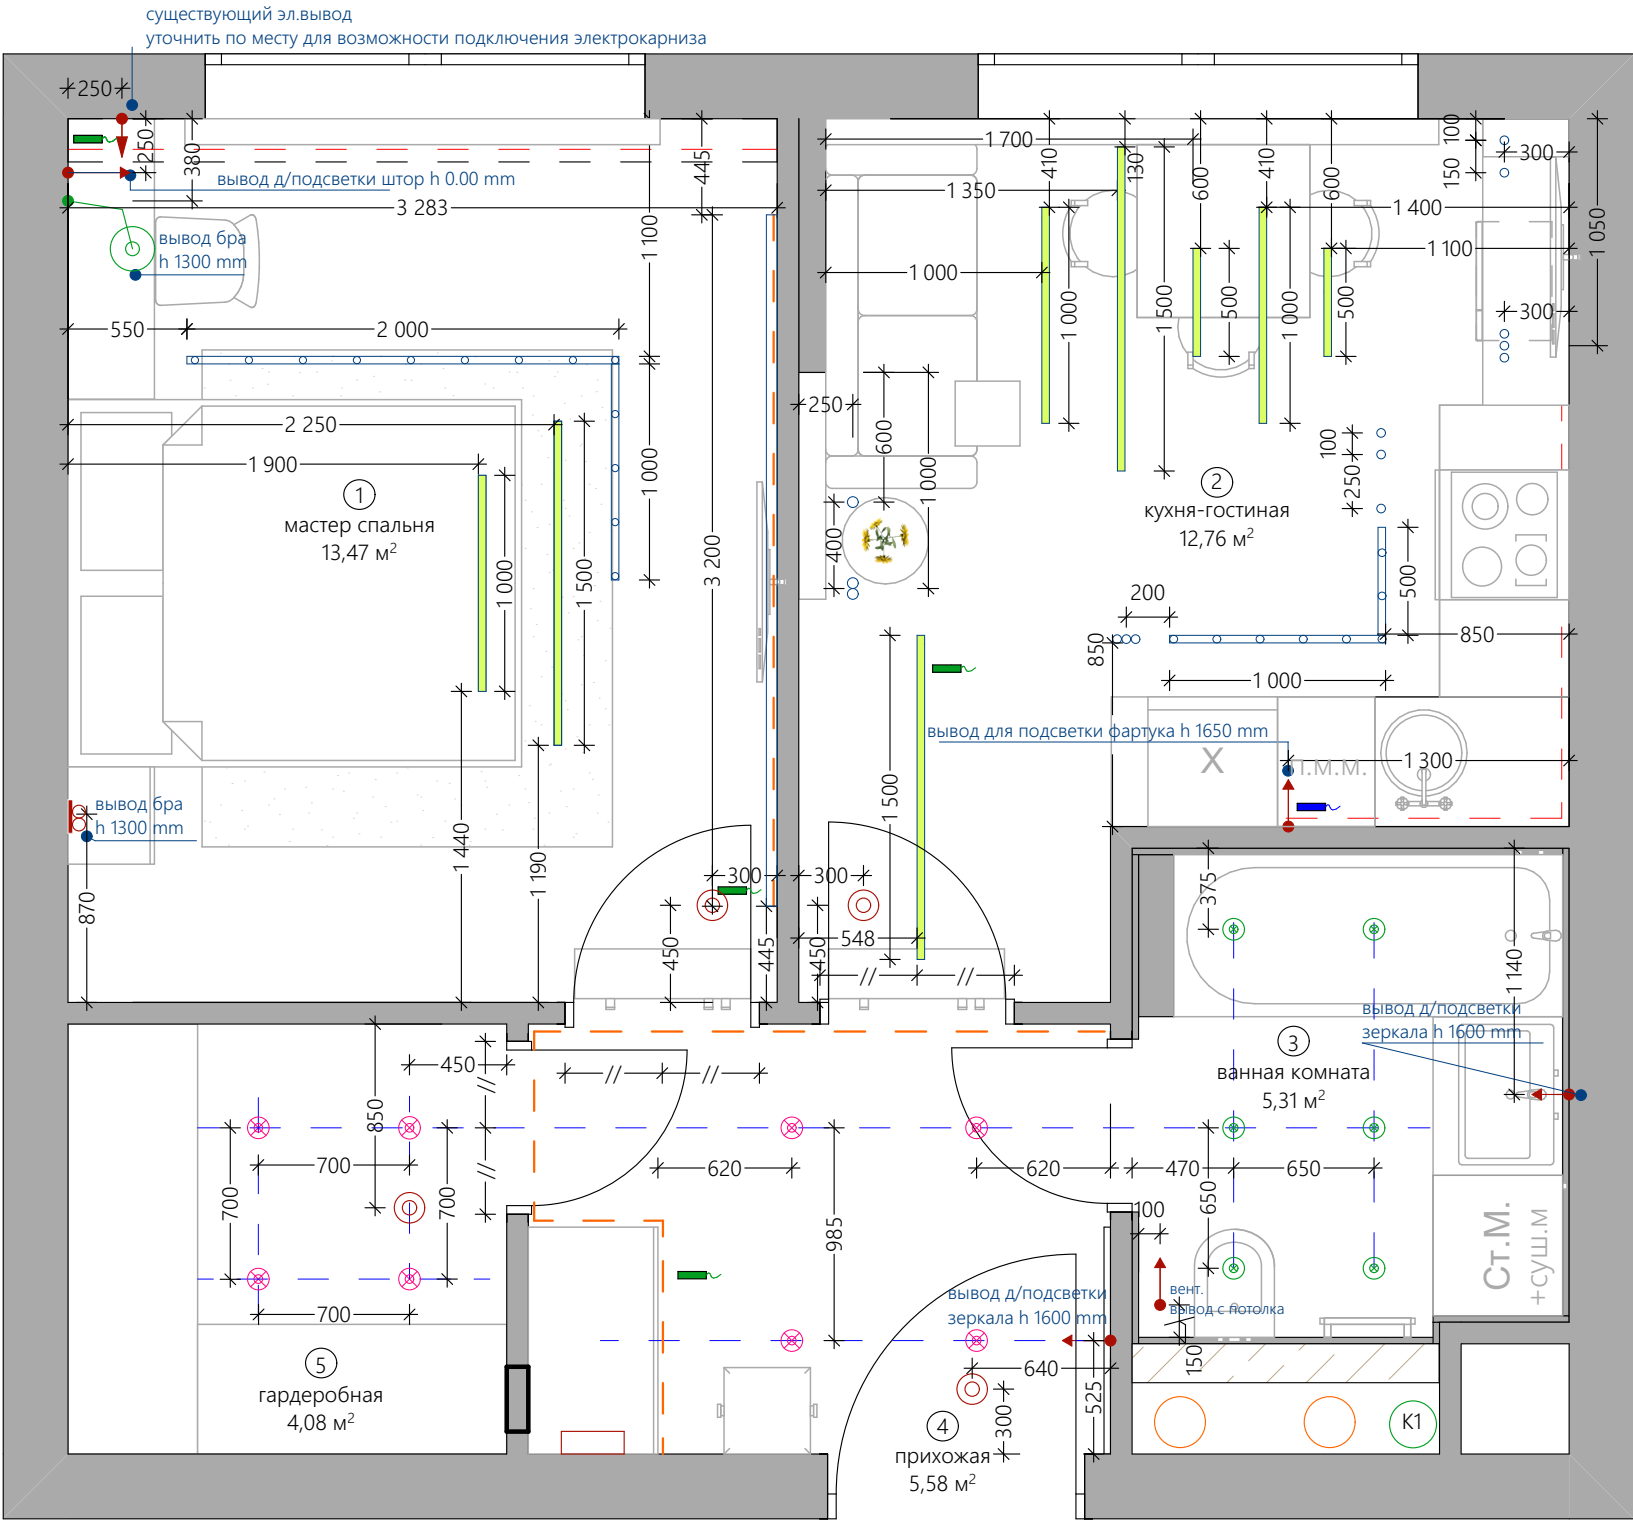 существующий эл.вывод
уточнить по месту для возможности подключения электрокарниза
250
250
380
вывод д/подсветки штор h 0.00 mm
3 283
445
вывод бра
h 1300 mm
1 100
550
2 000
2 250
1 900
1
мастер спальня
13,47 м²
1 000
1 500
1 000
3 200
вывод бра
h 1300 mm
870
1 440
1 190
300
450
445
1 700
1 350
410
130
600
410
600
100
150
300
1 400
1 100
1 050
1 000
1 000
1 500
500
1 000
500
300
250
600
1 000
400
2
кухня-гостиная
12,76 м²
100
250
500
200
850
850
1 000
вывод для подсветки фартука h 1650 mm
X
П.М.М.
1 300
1 500
300
548
450
//
//
375
1 140
вывод д/подсветки
зеркала h 1600 mm
3
ванная комната
5,31 м²
470
650
650
100
вент.
вывод с потолка
150
Ст.М.
+суш.м
K1
450
850
//
//
//
//
700
700
700
700
5
гардеробная
4,08 м²
620
620
985
вывод д/подсветки
зеркала h 1600 mm
640
300
525
4
прихожая
5,58 м²